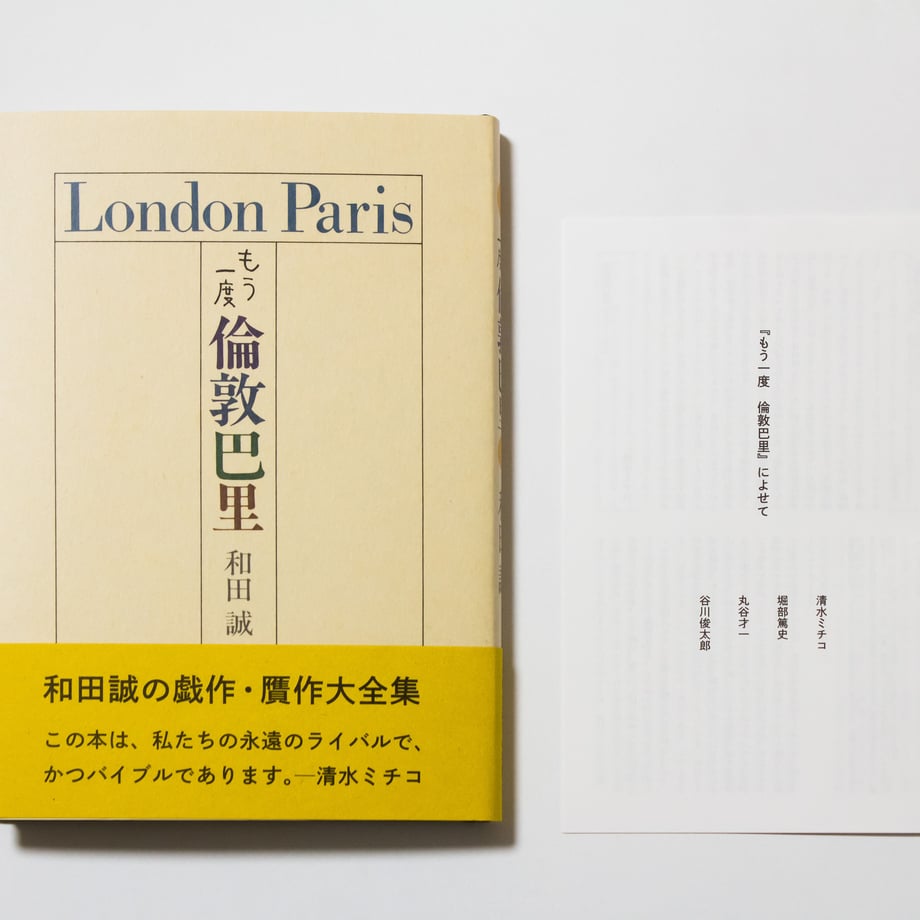 London Paris
もう
一度
倫敦巴里
和田 誠
和田誠の戯作・贋作大全集
この本は、私たちの永遠のライバルで、
かつバイブルであります。―清水ミチコ
『もう一度 倫敦巴里』によせて
清水ミチコ
堀部篤史
丸谷才一
谷川俊太郎